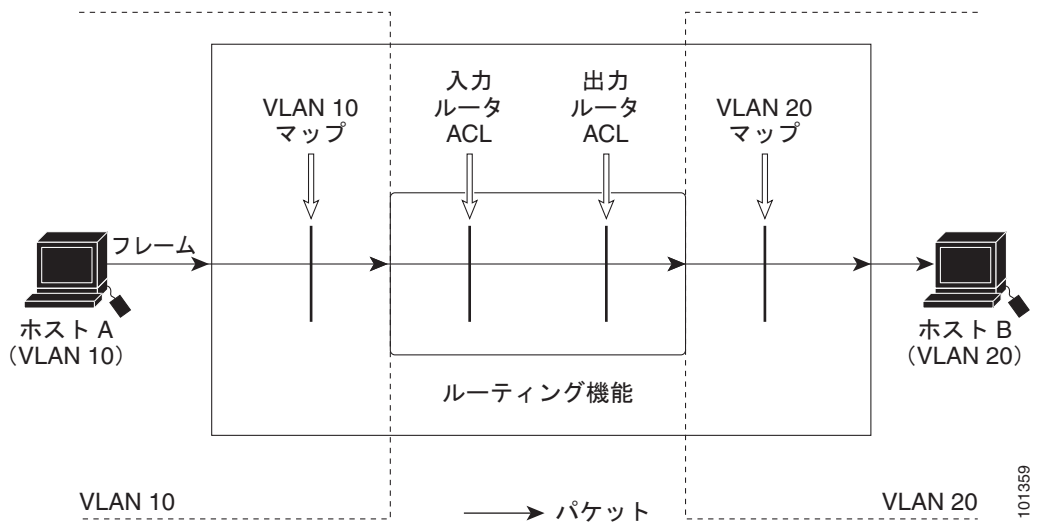 VLAN 10
マップ
入力
ルータ
ACL
出力
ルータ
ACL
VLAN 20
マップ
フレーム
ホスト A
(VLAN 10)
ホスト B
(VLAN 20)
ルーティング機能
VLAN 10
パケット
VLAN 20
101359